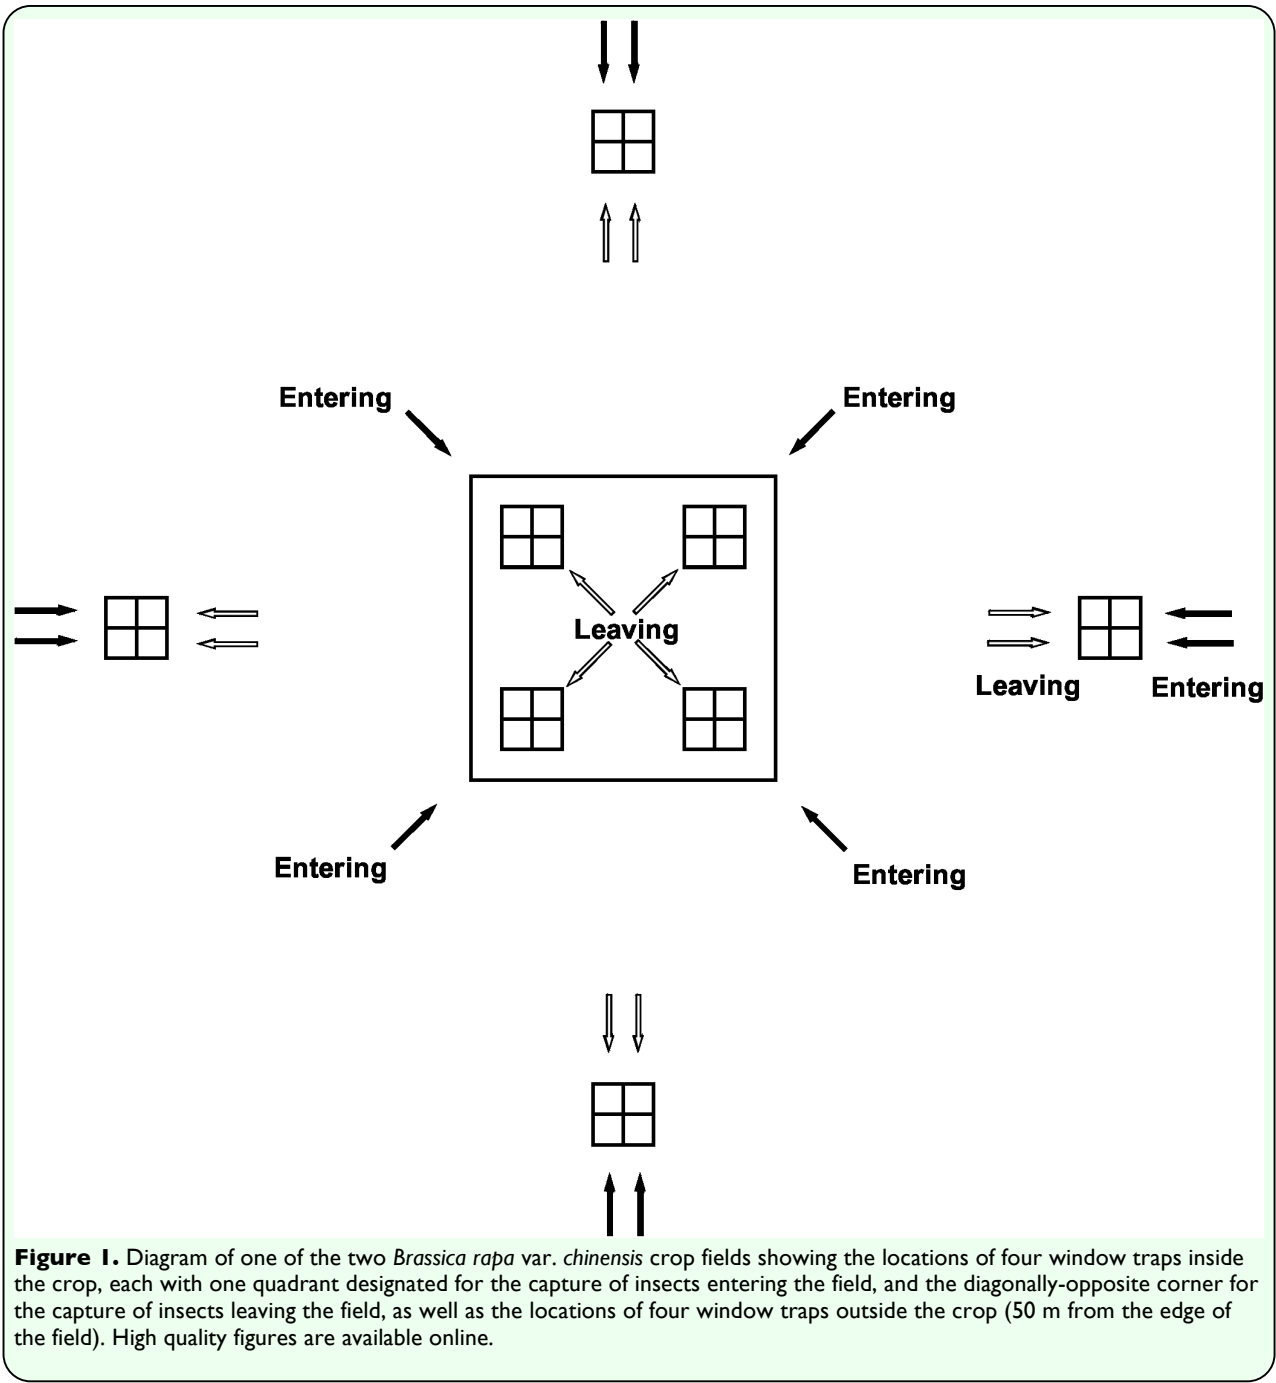 Entering
Entering
Leaving
Leaving
Entering
Entering
Entering
Figure 1. Diagram of one of the two Brassica rapa var. chinensis crop fields showing the locations of four window traps inside
the crop, each with one quadrant designated for the capture of insects entering the field, and the diagonally-opposite corner for
the capture of insects leaving the field, as well as the locations of four window traps outside the crop (50 m from the edge of
the field). High quality figures are available online.